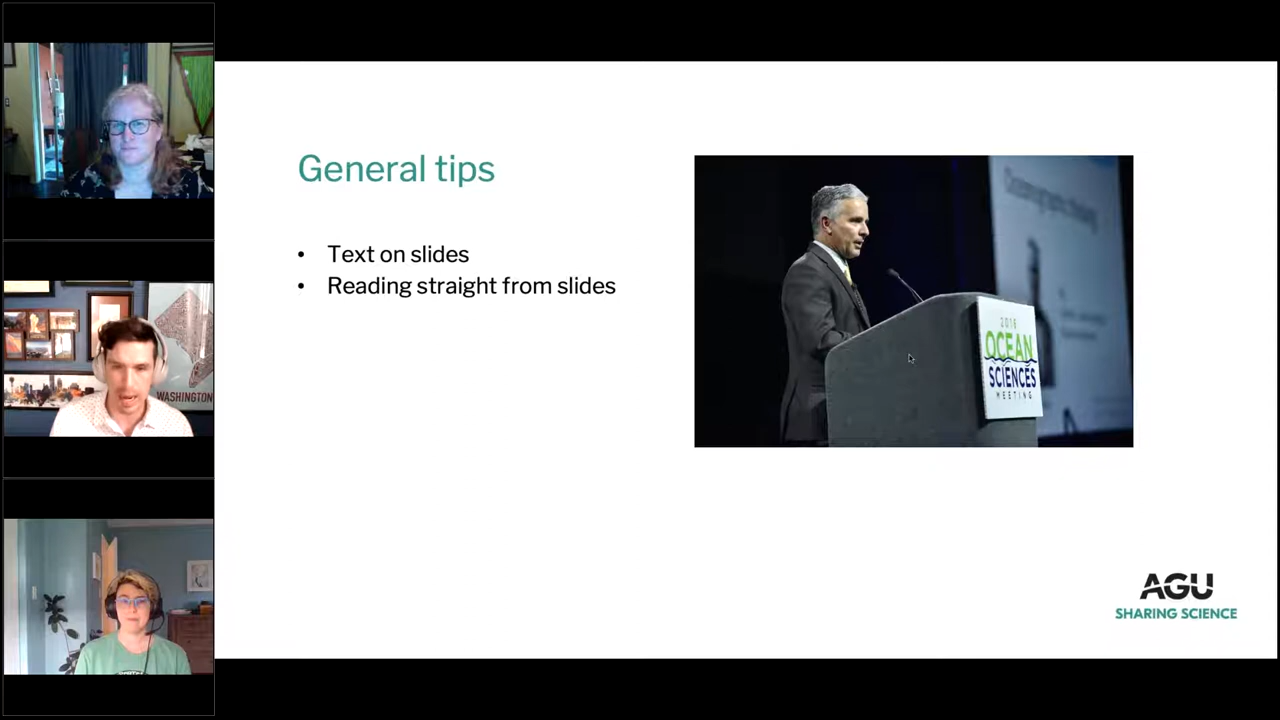 General tips
• Text on slides
• Reading straight from slides
2016
OCEAN
SCIENCES
MEETING
WASHINGTON
AGU
SHARING SCIENCE